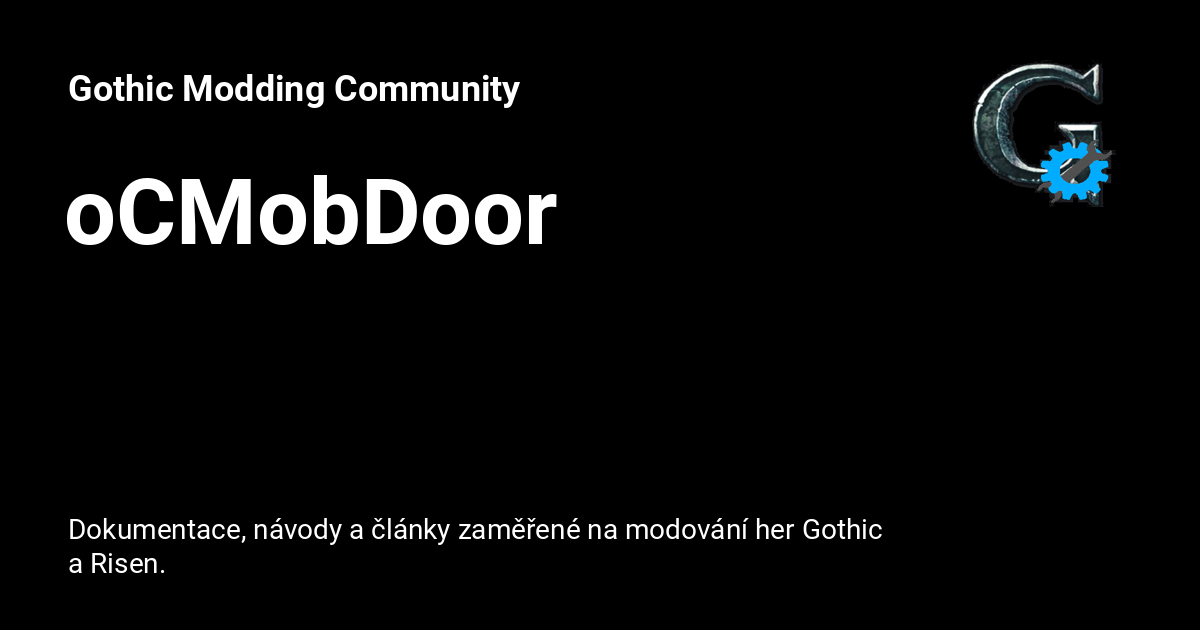 Gothic Modding Community
oCMobDoor
Dokumentace, návody a články zaměřené na modování her Gothic
a Risen.